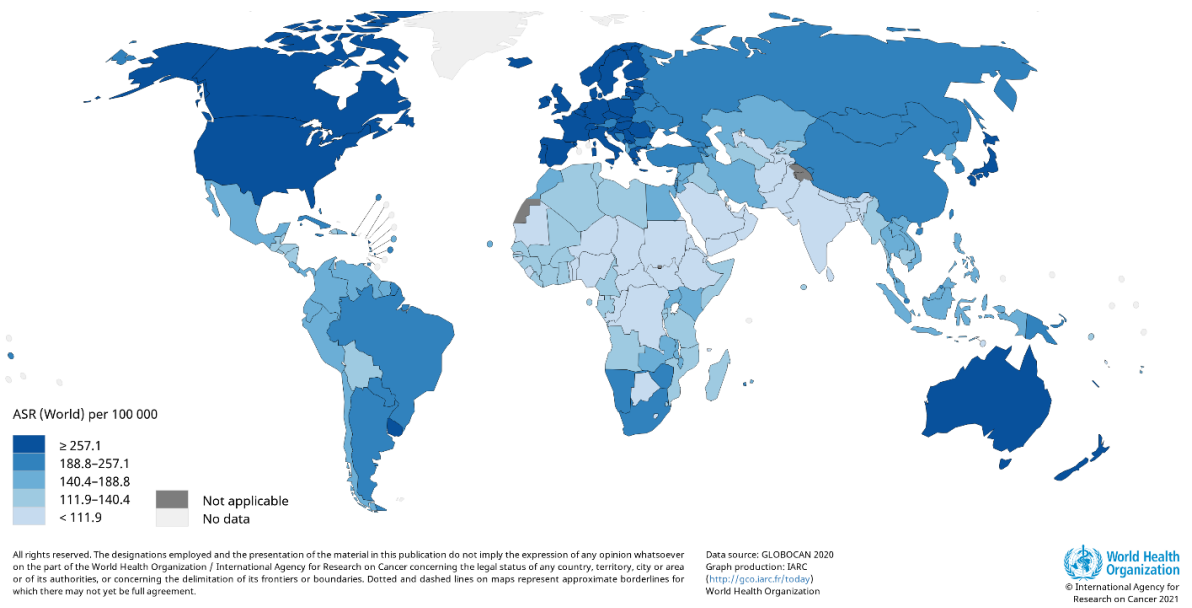 ASR (World) per 100 000
≥ 257.1
188.8–257.1
140.4–188.8
111.9–140.4
< 111.9
Not applicable
No data
All rights reserved. The designations employed and the presentation of the material in this publication do not imply the expression of any opinion whatsoever
on the part of the World Health Organization / International Agency for Research on Cancer concerning the legal status of any country, territory, city or area
or of its authorities, or concerning the delimitation of its frontiers or boundaries. Dotted and dashed lines on maps represent approximate borderlines for
which there may not yet be full agreement.
Data source: GLOBOCAN 2020
Graph production: IARC
(http://gco.iarc.fr/today)
World Health Organization
World Health
Organization
© International Agency for
Research on Cancer 2021